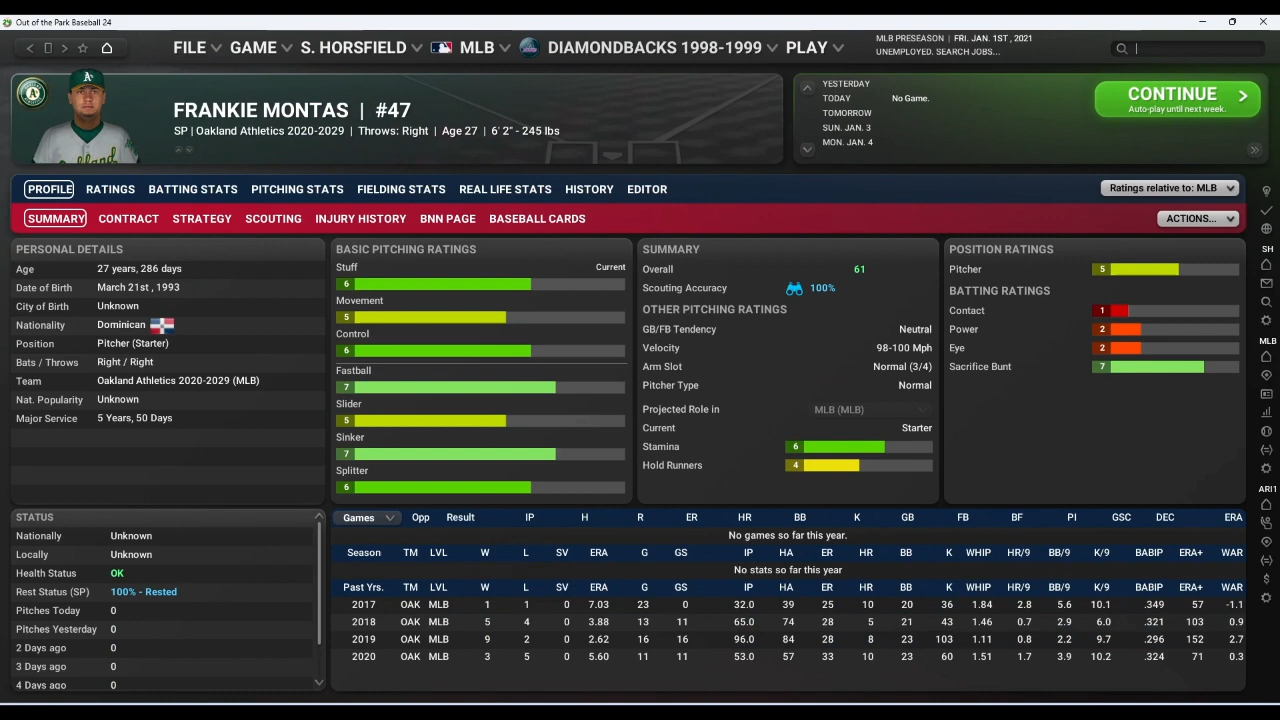 Out of the Park Baseball 24
FILE GAME S. HORSFIELD MLB DIAMONDBACKS 1998-1999 PLAY
MLB PRESEASON | FRI. JAN. 1ST, 2021
UNEMPLOYED. SEARCH JOBS...
FRANKIE MONTAS | #47
SP | Oakland Athletics 2020-2029 | Throws: Right | Age 27 | 6' 2" - 245 lbs
YESTERDAY
TODAY No Game.
TOMORROW
SUN. JAN. 3
MON. JAN. 4
CONTINUE
Auto-play until next week.
PROFILE RATINGS BATTING STATS PITCHING STATS FIELDING STATS REAL LIFE STATS HISTORY EDITOR
Ratings relative to: MLB
SUMMARY CONTRACT STRATEGY SCOUTING INJURY HISTORY BNN PAGE BASEBALL CARDS
ACTIONS...
PERSONAL DETAILS
Age 27 years, 286 days
Date of Birth March 21st , 1993
City of Birth Unknown
Nationality Dominican
Position Pitcher (Starter)
Bats / Throws Right / Right
Team Oakland Athletics 2020-2029 (MLB)
Nat. Popularity Unknown
Major Service 5 Years, 50 Days
BASIC PITCHING RATINGS
Stuff Current
6
Movement
5
Control
6
Fastball
7
Slider
5
Sinker
7
Splitter
6
SUMMARY
Overall 61
Scouting Accuracy 100%
OTHER PITCHING RATINGS
GB/FB Tendency Neutral
Velocity 98-100 Mph
Arm Slot Normal (3/4)
Pitcher Type Normal
Projected Role in MLB (MLB)
Current Starter
Stamina 6
Hold Runners 4
POSITION RATINGS
Pitcher 5
BATTING RATINGS
Contact 1
Power 2
Eye 2
Sacrifice Bunt 7
SH
MLB
ARI1
STATUS
Nationally Unknown
Locally Unknown
Health Status OK
Rest Status (SP) 100% - Rested
Pitches Today 0
Pitches Yesterday 0
2 Days ago 0
3 Days ago 0
4 Days ago 0
Games Opp Result IP H R ER HR BB K GB FB BF PI GSC DEC ERA
No games so far this year.
Season TM LVL W L SV ERA G GS IP HA ER HR BB K WHIP HR/9 BB/9 K/9 BABIP ERA+ WAR
No stats so far this year
Past Yrs. TM LVL W L SV ERA G GS IP HA ER HR BB K WHIP HR/9 BB/9 K/9 BABIP ERA+ WAR
2017 OAK MLB 1 1 0 7.03 23 0 32.0 39 25 10 20 36 1.84 2.8 5.6 10.1 .349 57 -1.1
2018 OAK MLB 5 4 0 3.88 13 11 65.0 74 28 5 21 43 1.46 0.7 2.9 6.0 .321 103 0.9
2019 OAK MLB 9 2 0 2.62 16 16 96.0 84 28 8 23 103 1.11 0.8 2.2 9.7 .296 152 2.7
2020 OAK MLB 3 5 0 5.60 11 11 53.0 57 33 10 23 60 1.51 1.7 3.9 10.2 .324 71 0.3